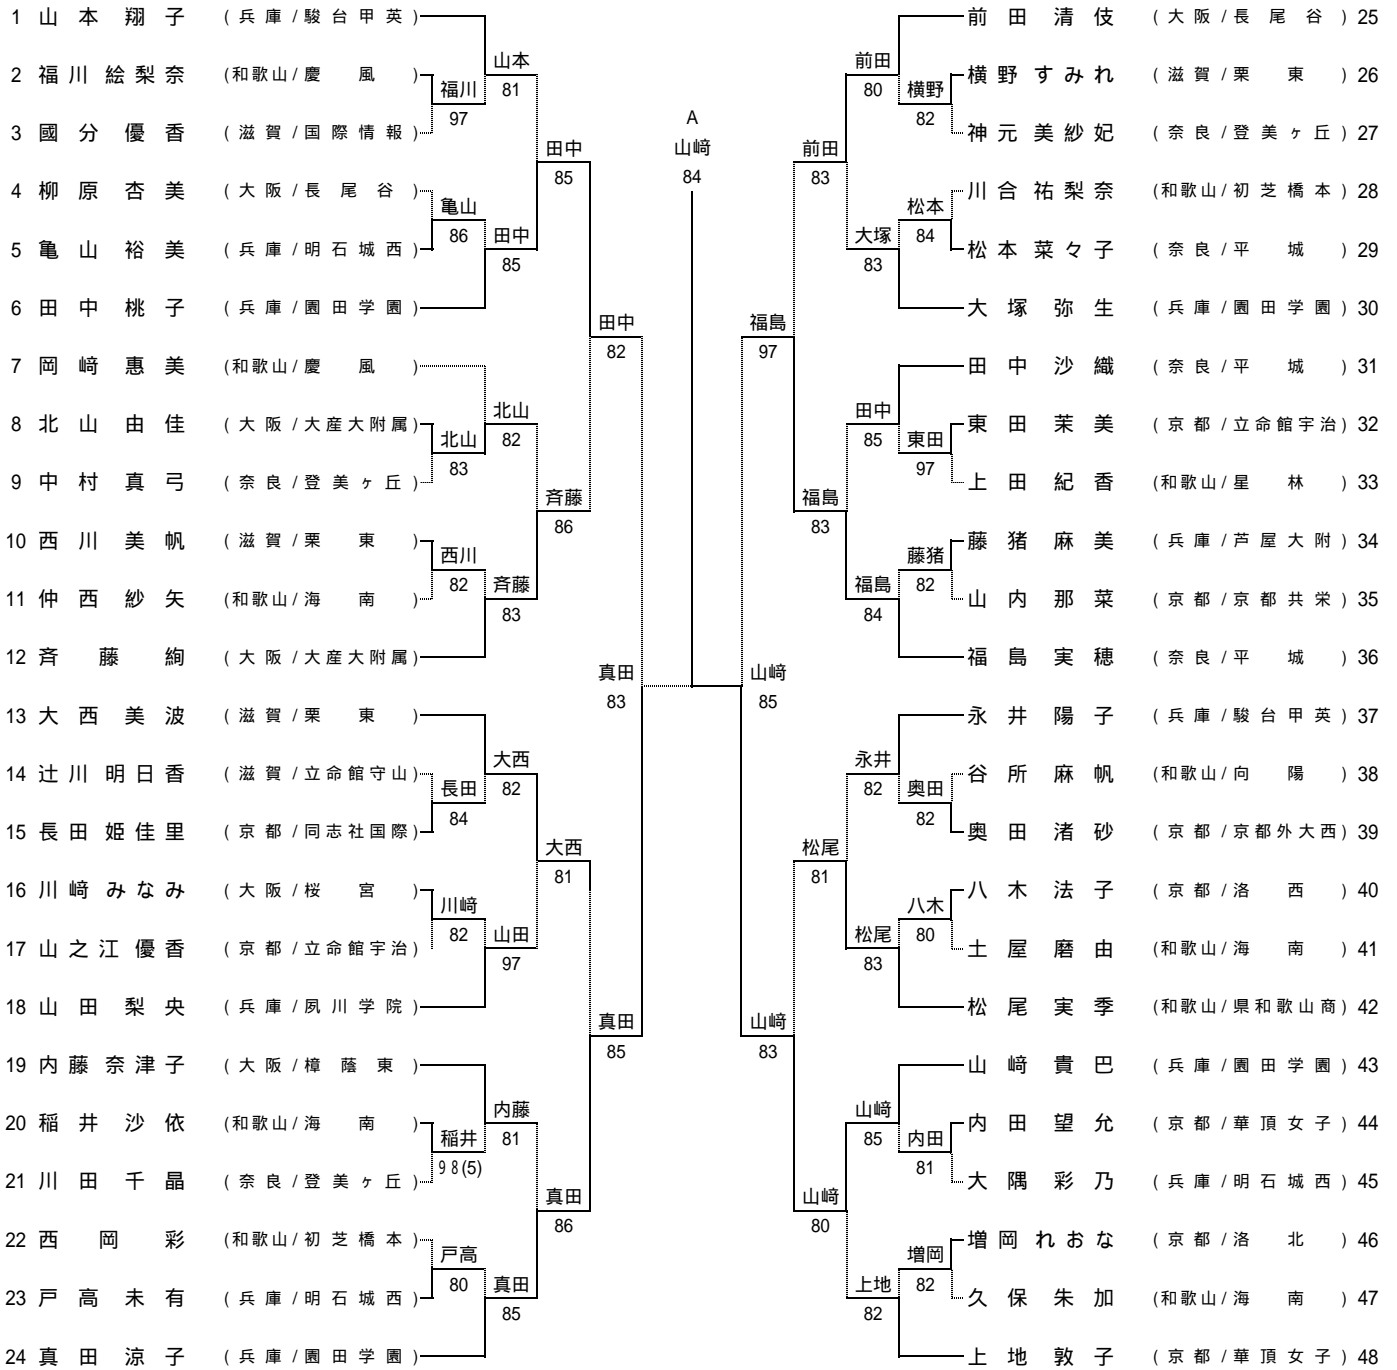 1 山本翔子 (兵庫/駿台甲英)
2 福川絵梨奈 (和歌山/慶風)
3 國分優香 (滋賀/国際情報)
4 柳原杏美 (大阪/長尾谷)
5 亀山裕美 (兵庫/明石城西)
6 田中桃子 (兵庫/園田学園)
7 岡﨑惠美 (和歌山/慶風)
8 北山由佳 (大阪/大産大附属)
9 中村真弓 (奈良/登美ヶ丘)
10 西川美帆 (滋賀/栗東)
11 仲西紗矢 (和歌山/海南)
12 斉藤絢 (大阪/大産大附属)
13 大西美波 (滋賀/栗東)
14 辻川明日香 (滋賀/立命館守山)
15 長田姫佳里 (京都/同志社国際)
16 川﨑みなみ (大阪/桜宮)
17 山之江優香 (京都/立命館宇治)
18 山田梨央 (兵庫/夙川学院)
19 内藤奈津子 (大阪/樟蔭東)
20 稲井沙依 (和歌山/海南)
21 川田千晶 (奈良/登美ヶ丘)
22 西岡彩 (和歌山/初芝橋本)
23 戸高未有 (兵庫/明石城西)
24 真田涼子 (兵庫/園田学園)
福川
97
亀山
86
北山
83
西川
82
長田
84
川﨑
82
稲井
98(5)
戸高
80
山本
81
田中
85
北山
82
斉藤
83
大西
82
山田
97
内藤
81
真田
85
田中
85
斉藤
86
大西
81
真田
86
田中
82
真田
85
真田
83
A
山﨑
84
山﨑
85
福島
97
山﨑
83
前田
83
福島
83
松尾
81
山﨑
80
前田
80
大塚
83
田中
85
福島
84
永井
82
松尾
83
山﨑
85
上地
82
横野
82
松本
84
東田
97
藤猪
82
奥田
82
八木
80
内田
81
増岡
82
前田清伎 (大阪/長尾谷) 25
横野すみれ (滋賀/栗東) 26
神元美紗妃 (奈良/登美ヶ丘) 27
川合祐梨奈 (和歌山/初芝橋本) 28
松本菜々子 (奈良/平城) 29
大塚弥生 (兵庫/園田学園) 30
田中沙織 (奈良/平城) 31
東田茉美 (京都/立命館宇治) 32
上田紀香 (和歌山/星林) 33
藤猪麻美 (兵庫/芦屋大附) 34
山内那菜 (京都/京都共栄) 35
福島実穂 (奈良/平城) 36
永井陽子 (兵庫/駿台甲英) 37
谷所麻帆 (和歌山/向陽) 38
奥田渚砂 (京都/京都外大西) 39
八木法子 (京都/洛西) 40
土屋磨由 (和歌山/海南) 41
松尾実季 (和歌山/県和歌山商) 42
山﨑貴巴 (兵庫/園田学園) 43
内田望允 (京都/華頂女子) 44
大隅彩乃 (兵庫/明石城西) 45
増岡れおな (京都/洛北) 46
久保朱加 (和歌山/海南) 47
上地敦子 (京都/華頂女子) 48